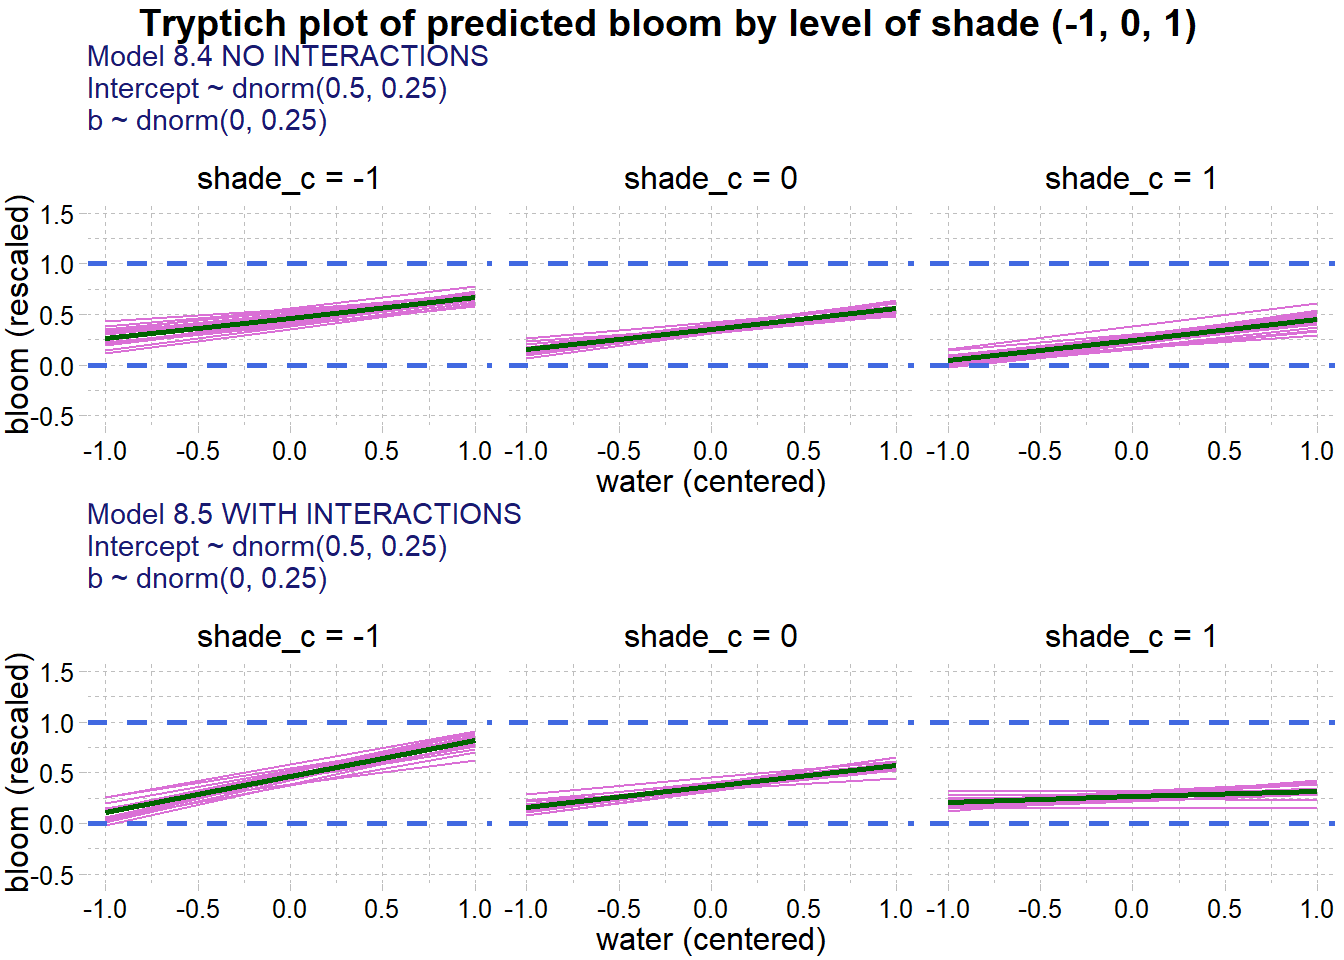 Tryptich plot of predicted bloom by level of shade (-1, 0, 1)
Model 8.4 NO INTERACTIONS
Intercept ~ dnorm(0.5, 0.25)
b ~ dnorm(0, 0.25)
shade_c = -1 shade_c = 0 shade_c = 1
bloom (rescaled)
1.5
1.0
0.5
0.0
-0.5
-1.0 -0.5 0.0 0.5 1.0 -1.0 -0.5 0.0 0.5 1.0 -1.0 -0.5 0.0 0.5 1.0
water (centered)
Model 8.5 WITH INTERACTIONS
Intercept ~ dnorm(0.5, 0.25)
b ~ dnorm(0, 0.25)
shade_c = -1 shade_c = 0 shade_c = 1
bloom (rescaled)
1.5
1.0
0.5
0.0
-0.5
-1.0 -0.5 0.0 0.5 1.0 -1.0 -0.5 0.0 0.5 1.0 -1.0 -0.5 0.0 0.5 1.0
water (centered)